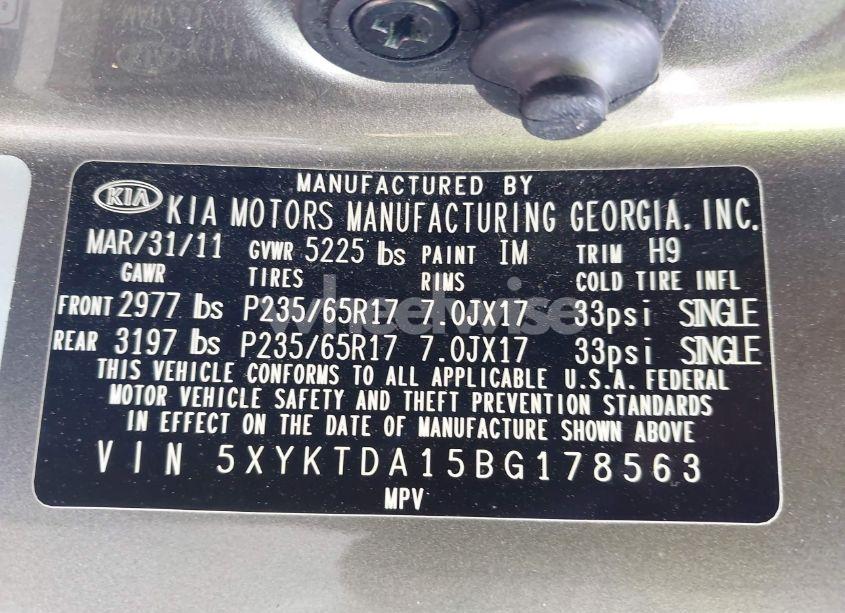 MANUFACTURED BY
KIA KIA MOTORS MANUFACTURING GEORGIA, INC.
MAR/31/11 GVWR 5225 lbs PAINT IM TRIM H9
GAWR TIRES RIMS COLD TIRE INFL
FRONT 2977 lbs P235/65R17 7.0JX17 33psi SINGLE
REAR 3197 lbs P235/65R17 7.0JX17 33psi SINGLE
THIS VEHICLE CONFORMS TO ALL APPLICABLE U.S.A. FEDERAL
MOTOR VEHICLE SAFETY AND THEFT PREVENTION STANDARDS
IN EFFECT ON THE DATE OF MANUFACTURE SHOWN ABOVE
VIN 5XYKTDA15BG178563
MPV
wheelwise